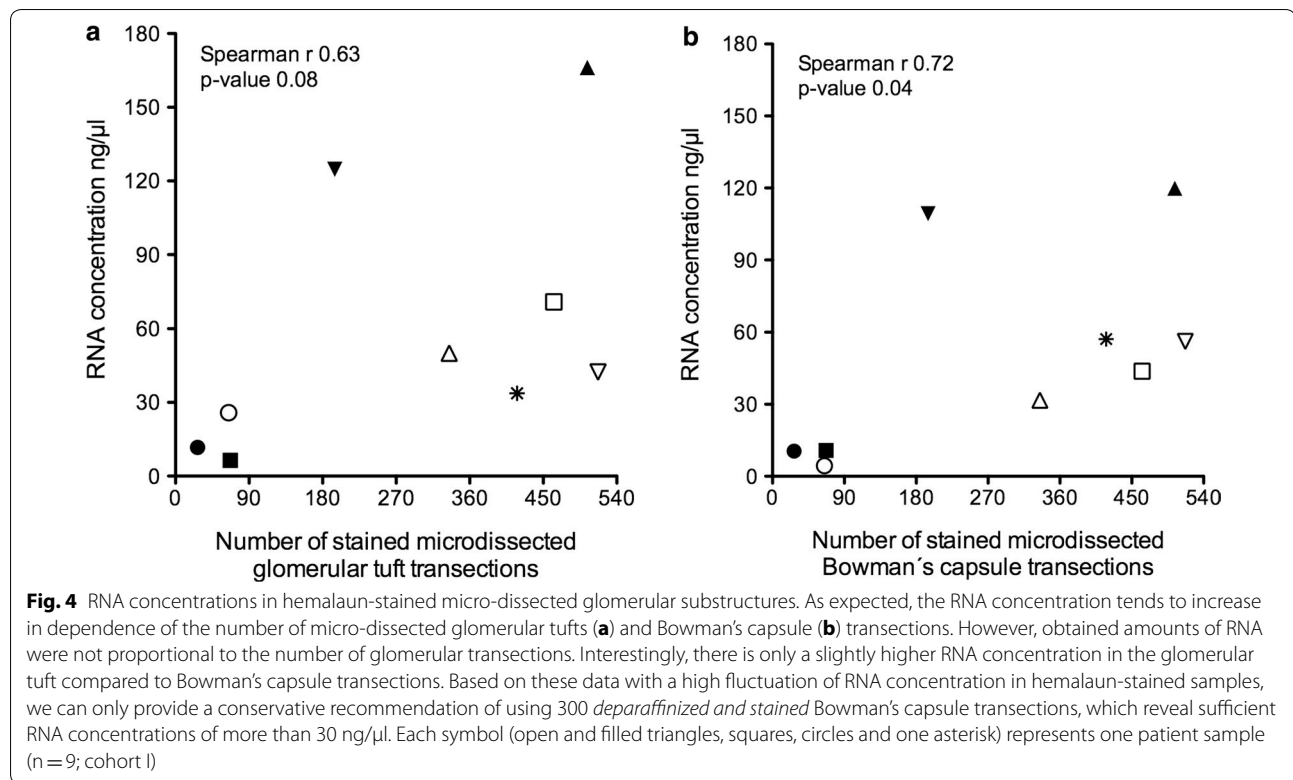 a
Spearman r 0.63
p-value 0.08
RNA concentration ng/µl
180
150
120
90
60
30
0
0 90 180 270 360 450 540
Number of stained microdissected
glomerular tuft transections
b
Spearman r 0.72
p-value 0.04
RNA concentration ng/µl
180
150
120
90
60
30
0
0 90 180 270 360 450 540
Number of stained microdissected
Bowman´s capsule transections
Fig. 4 RNA concentrations in hemalaun-stained micro-dissected glomerular substructures. As expected, the RNA concentration tends to increase
in dependence of the number of micro-dissected glomerular tufts (a) and Bowman’s capsule (b) transections. However, obtained amounts of RNA
were not proportional to the number of glomerular transections. Interestingly, there is only a slightly higher RNA concentration in the glomerular
tuft compared to Bowman’s capsule transections. Based on these data with a high fluctuation of RNA concentration in hemalaun-stained samples,
we can only provide a conservative recommendation of using 300 deparaffinized and stained Bowman’s capsule transections, which reveal sufficient
RNA concentrations of more than 30 ng/µl. Each symbol (open and filled triangles, squares, circles and one asterisk) represents one patient sample
(n = 9; cohort I)